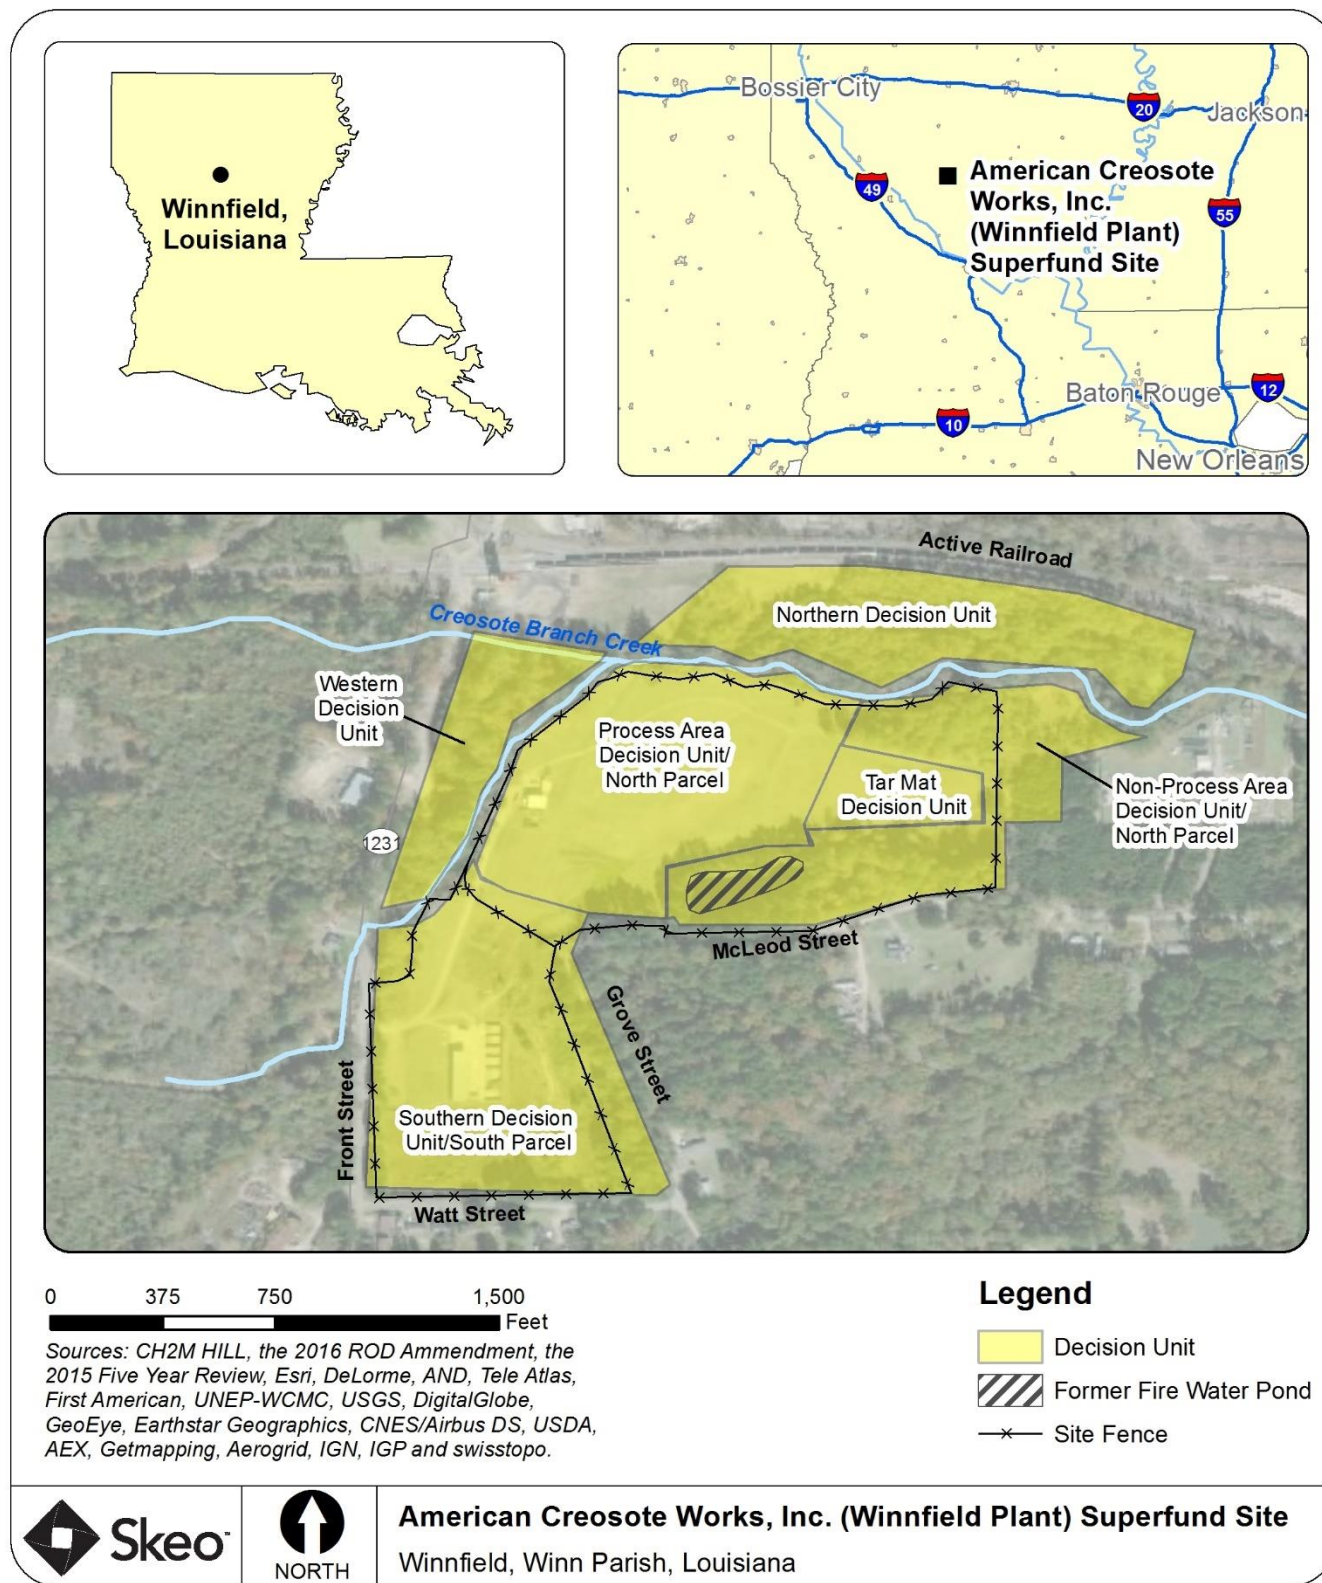 Winnfield,
Louisiana
Bossier City
20
Jackson
49
American Creosote
Works, Inc.
(Winnfield Plant)
Superfund Site
55
Baton Rouge
12
10
New Orleans
Active Railroad
Northern Decision Unit
Creosote Branch Creek
Western
Decision
Unit
Process Area
Decision Unit/
North Parcel
Tar Mat
Decision Unit
Non-Process Area
Decision Unit/
North Parcel
1231
McLeod Street
Grove Street
Front Street
Southern Decision
Unit/South Parcel
Watt Street
0 375 750 1,500
Feet
Sources: CH2M HILL, the 2016 ROD Ammendment, the
2015 Five Year Review, Esri, DeLorme, AND, Tele Atlas,
First American, UNEP-WCMC, USGS, DigitalGlobe,
GeoEye, Earthstar Geographics, CNES/Airbus DS, USDA,
AEX, Getmapping, Aerogrid, IGN, IGP and swisstopo.
Legend
Decision Unit
Former Fire Water Pond
Site Fence
Skeo
NORTH
American Creosote Works, Inc. (Winnfield Plant) Superfund Site
Winnfield, Winn Parish, Louisiana